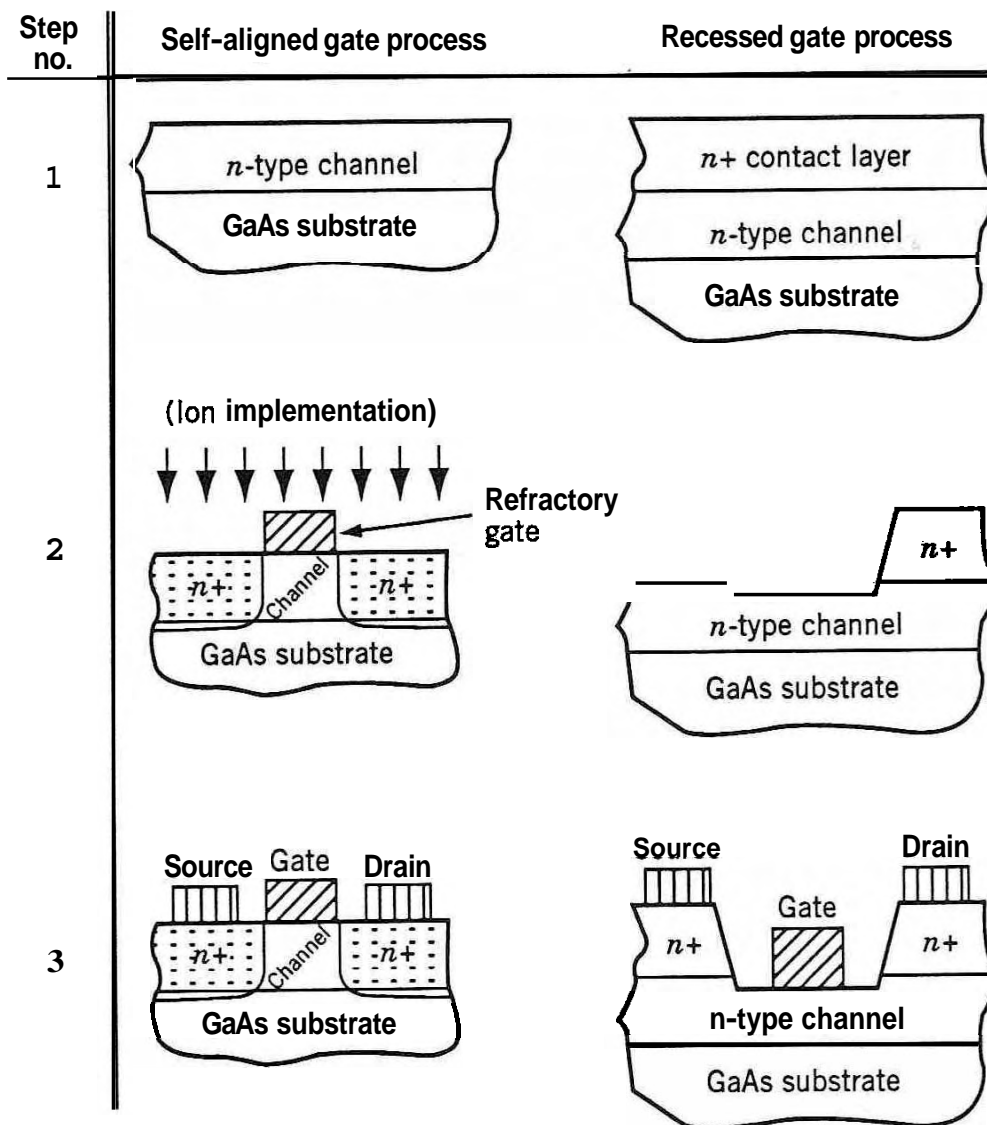 Step no.
Self-aligned gate process
Recessed gate process
1
n-type channel
GaAs substrate
n+ contact layer
n-type channel
GaAs substrate
2
(Ion implementation)
Refractory
gate
n+
Channel
n+
GaAs substrate
n+
n-type channel
GaAs substrate
3
Source
Gate
Drain
n+
Channel
n+
GaAs substrate
Source
Gate
Drain
n+
n+
n-type channel
GaAs substrate